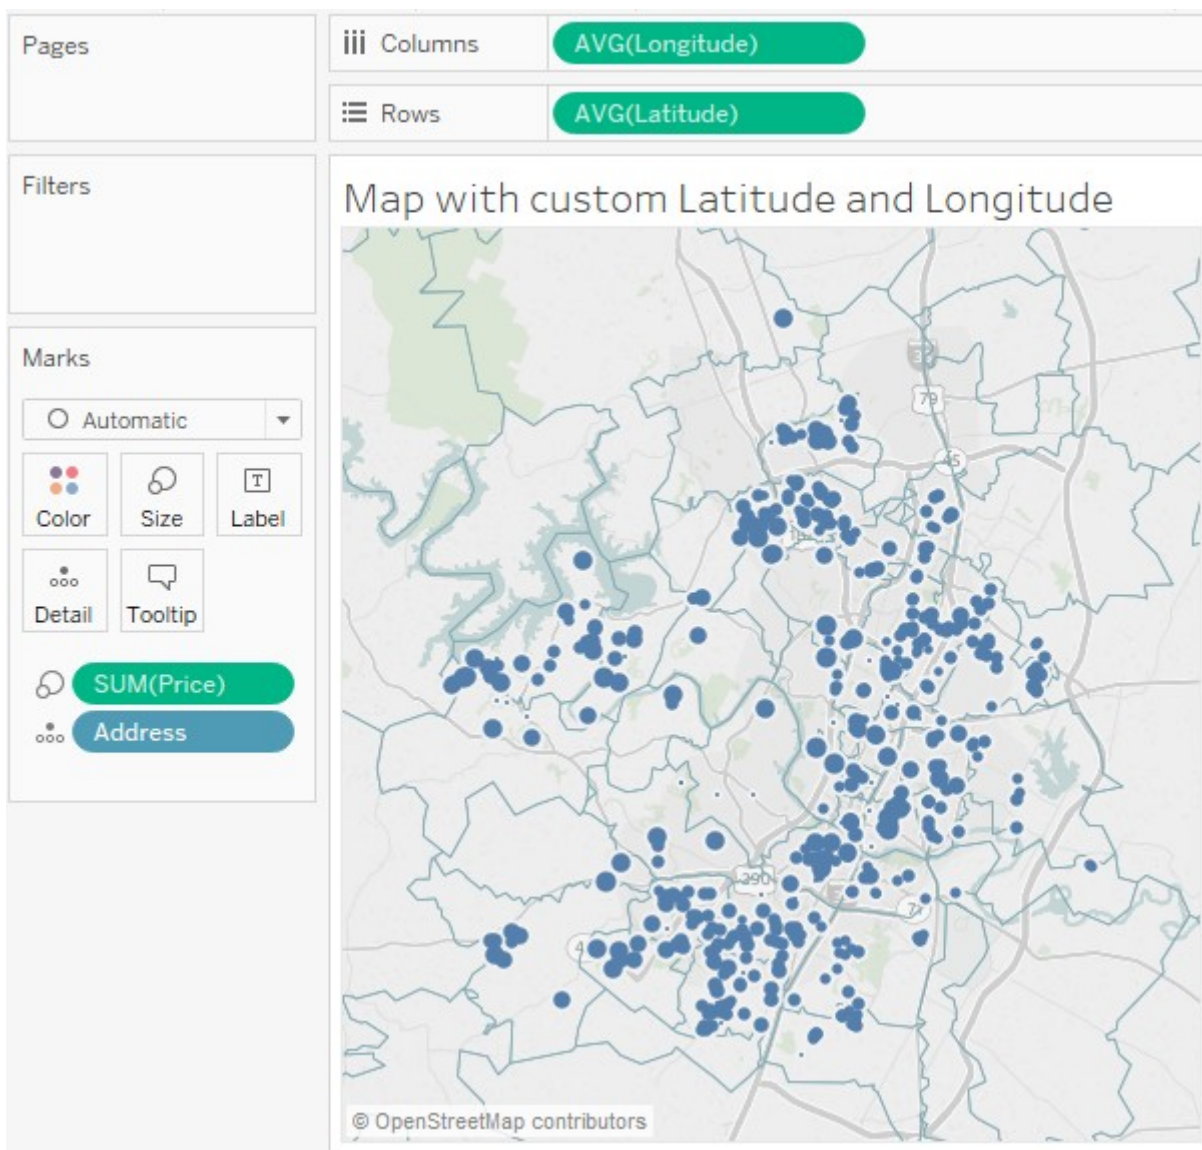 Pages
Columns
AVG(Longitude)
Rows
AVG(Latitude)
Filters
Map with custom Latitude and Longitude
Marks
Automatic
Color
Size
T
Label
Detail
Tooltip
SUM(Price)
Address
79
45
290
71
4
© OpenStreetMap contributors